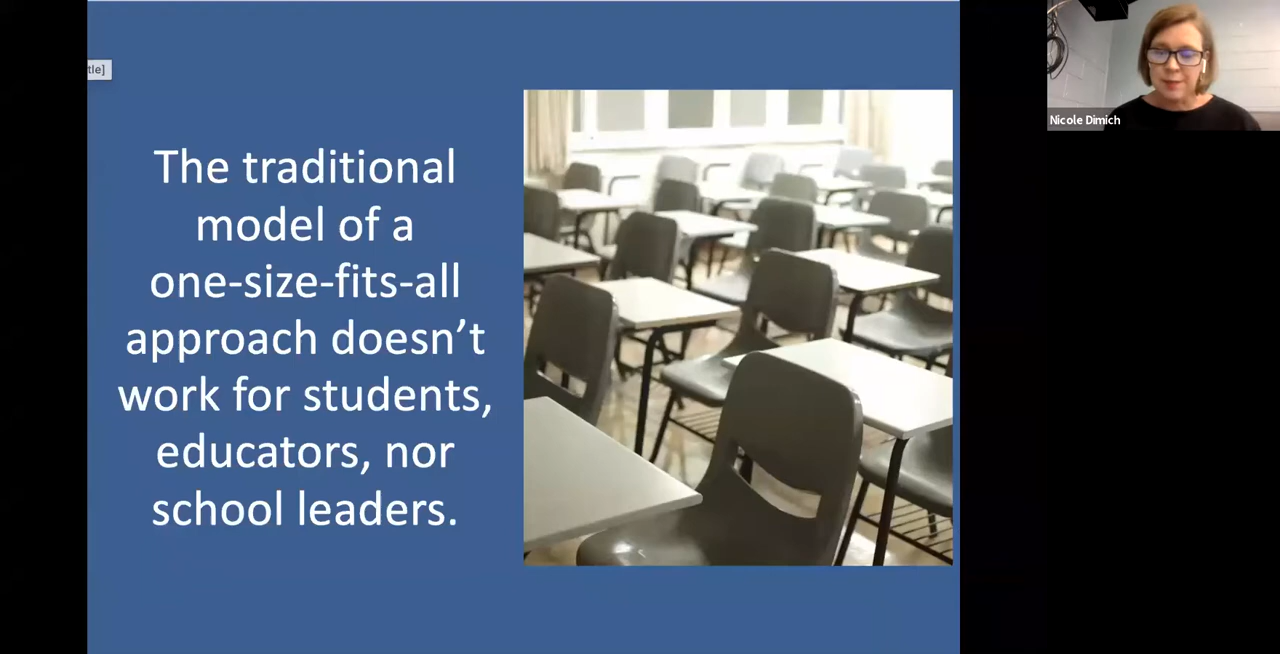 tle]
The traditional
model of a
one-size-fits-all
approach doesn’t
work for students,
educators, nor
school leaders.
Nicole Dimich